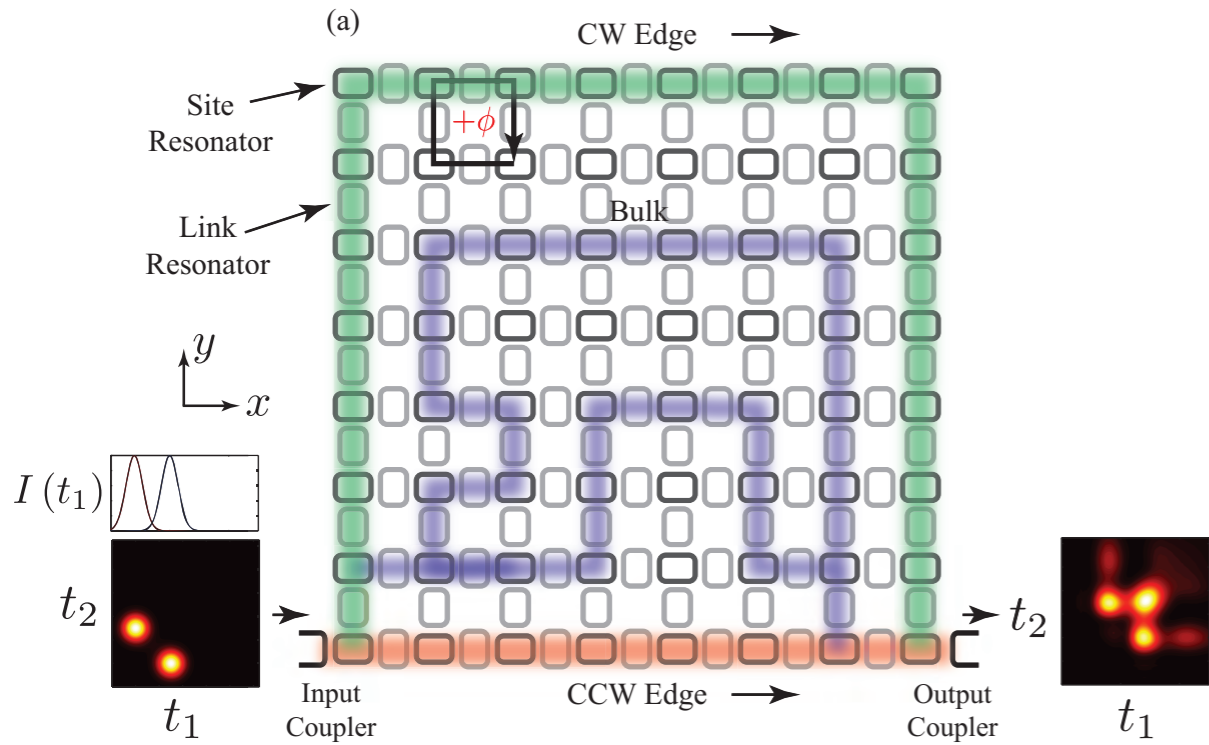 (a)
CW Edge
Site
Resonator
+ϕ
Link
Resonator
Bulk
y
x
I (t₁)
t₂
t₁
Input
Coupler
CCW Edge
Output
Coupler
t₂
t₁